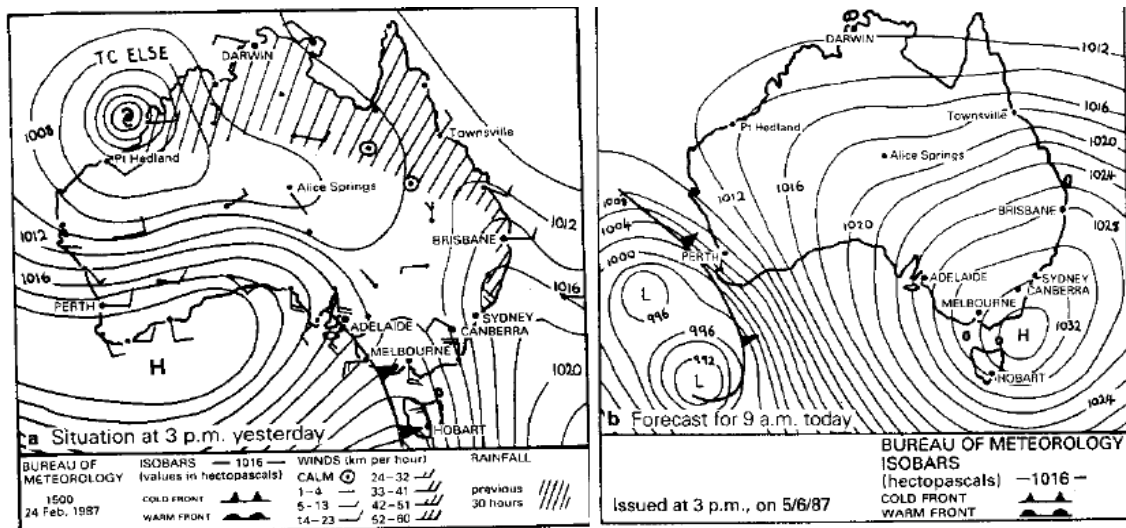 TC ELSE
DARWIN
1008
Townsville
Pt Hedland
Alice Springs
1012
1012
BRISBANE
1016
1016
PERTH
ADELAIDE
SYDNEY
CANBERRA
MELBOURNE
H
1020
HOBART
a Situation at 3 p.m. yesterday
BUREAU OF METEOROLOGY
1500
24 Feb. 1987
ISOBARS — 1016 —
(values in hectopascals)
COLD FRONT
WARM FRONT
WINDS (km per hour)
CALM
1-4
5-13
14-23
24-32
33-41
42-51
52-60
RAINFALL
previous
30 hours
DARWIN
1012
1016
Townsville
Pt Hedland
1020
Alice Springs
1024
1012
1016
1008
BRISBANE
1004
1020
1028
1000
PERTH
ADELAIDE
SYDNEY
CANBERRA
L
MELBOURNE
996
996
H
1032
992
L
HOBART
1024
b Forecast for 9 a.m. today
Issued at 3 p.m., on 5/6/87
BUREAU OF METEOROLOGY
ISOBARS
(hectopascals) —1016—
COLD FRONT
WARM FRONT